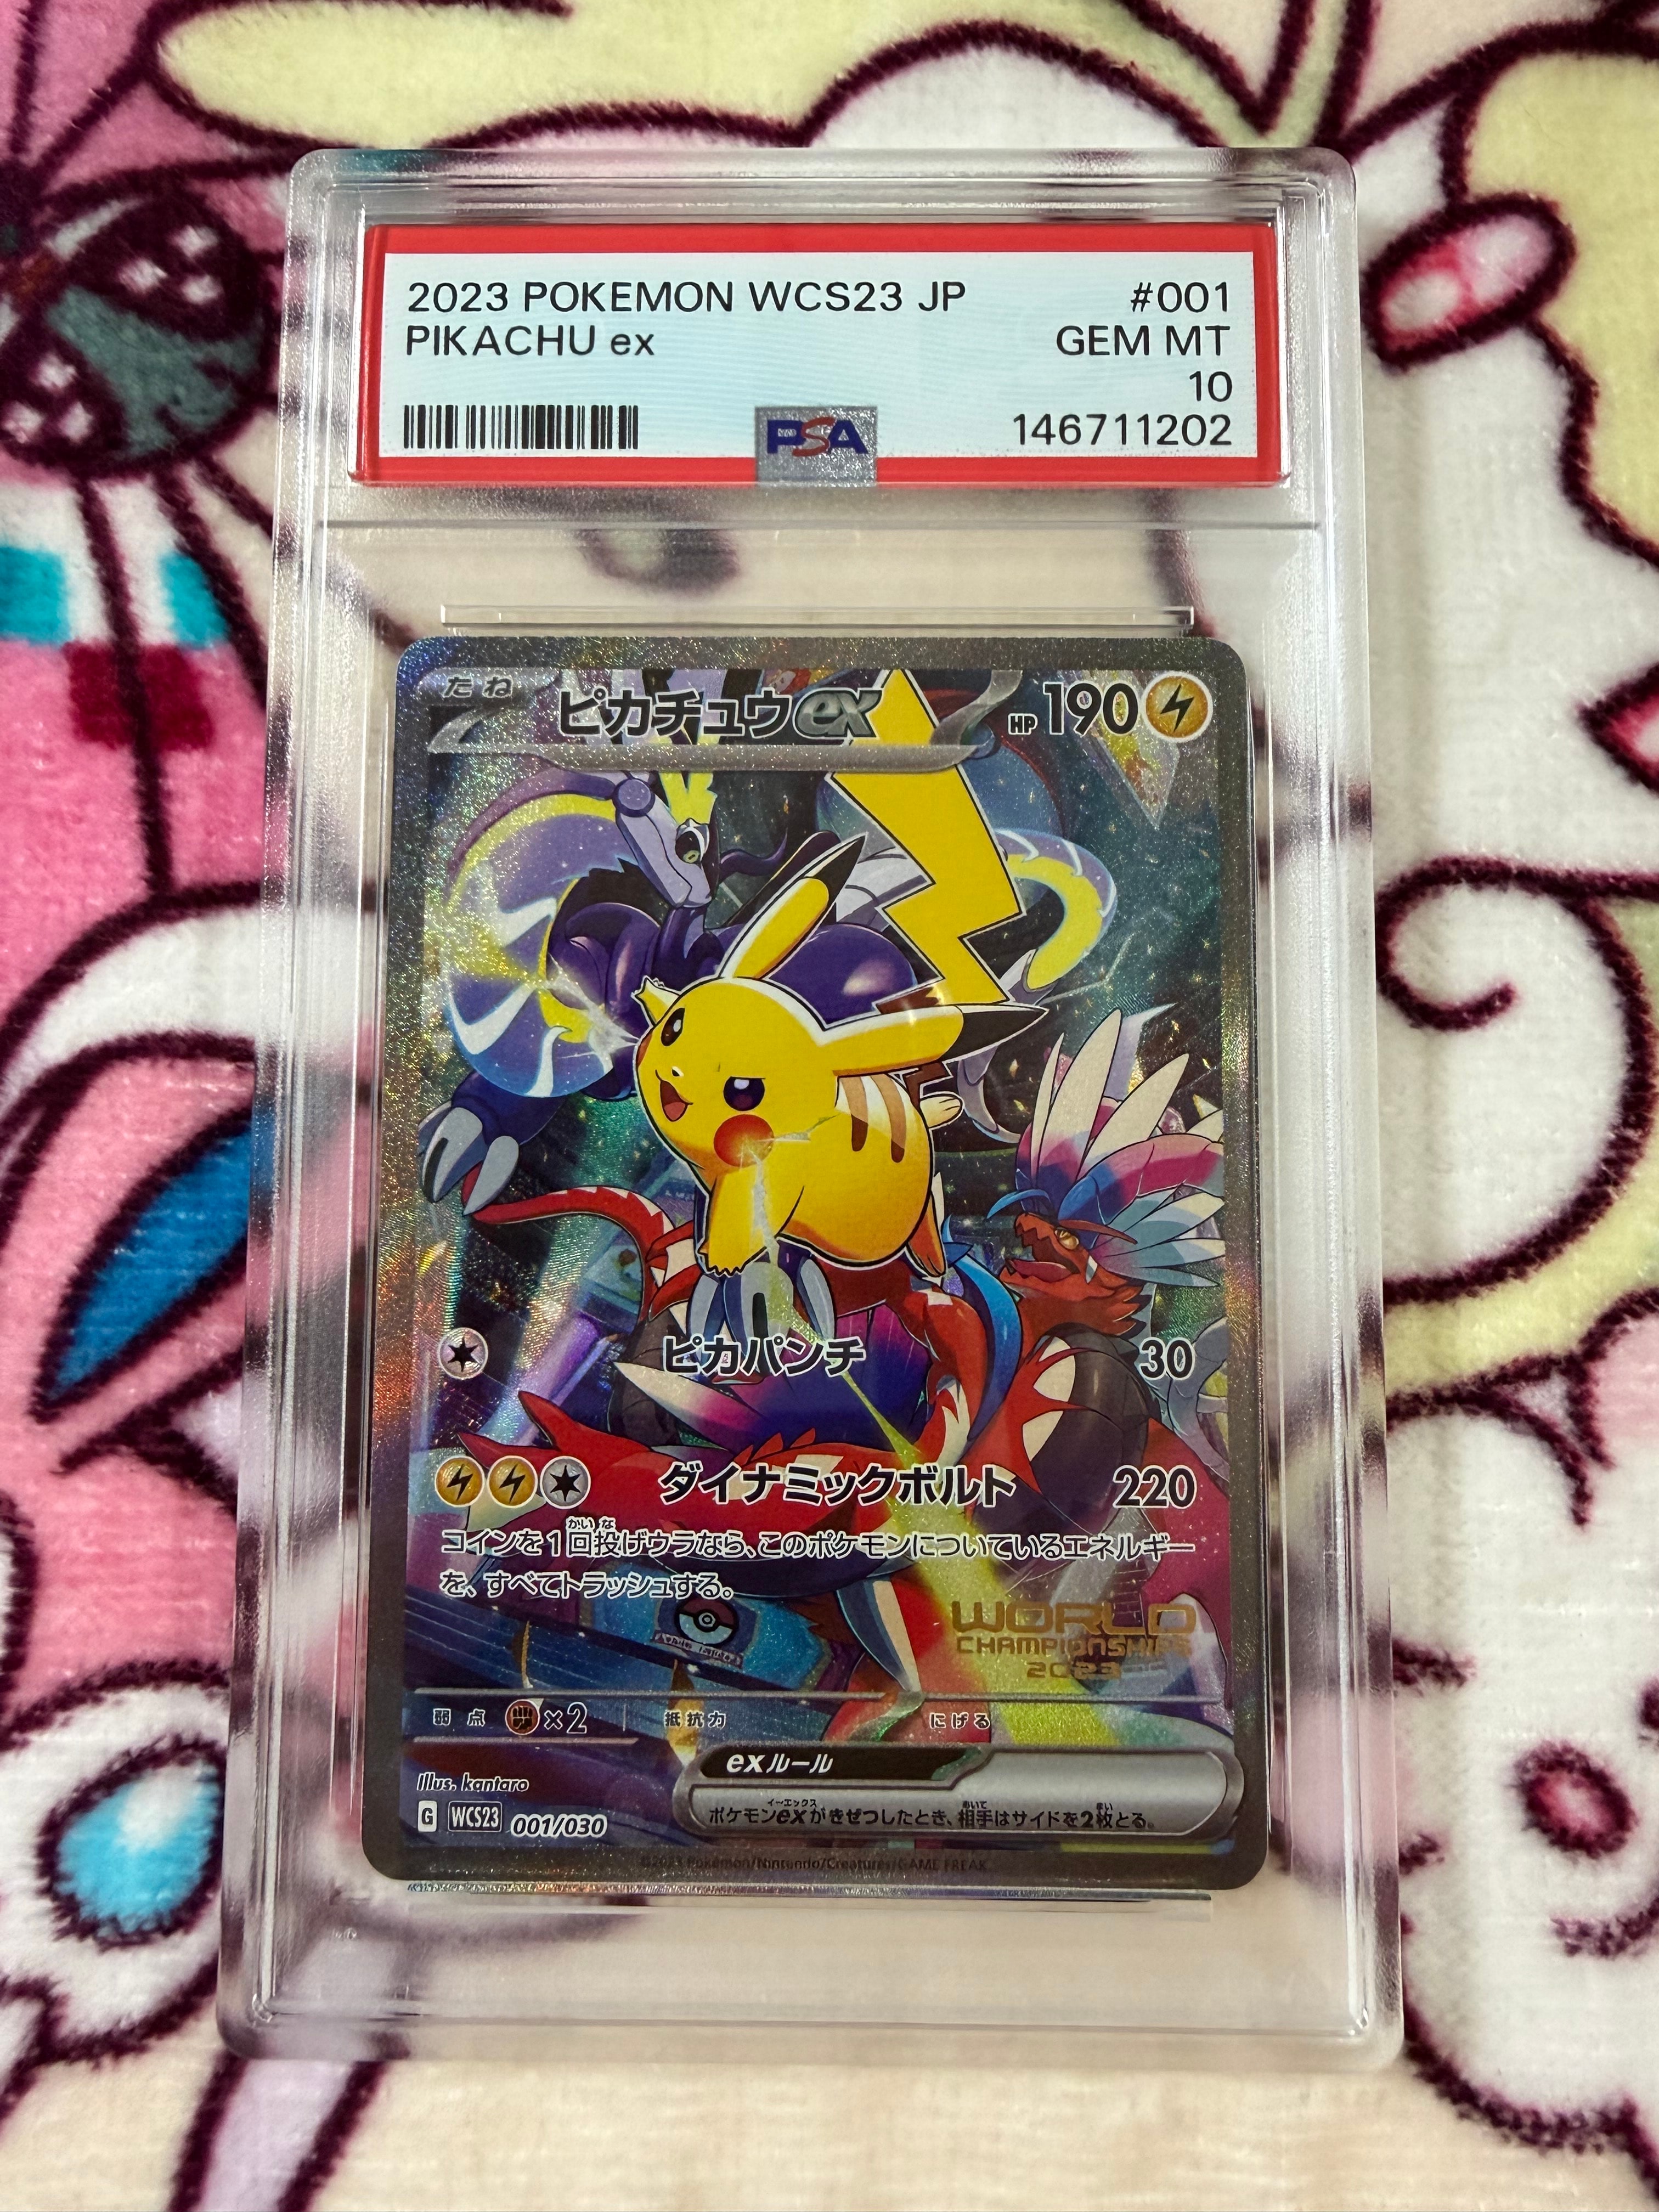 2023 POKEMON WCS23 JP #001
PIKACHU ex GEM MT
10
PSA 146711202
たね ピカチュウex HP 190
ピカパンチ 30
ダイナミックボルト 220
コインを1回投げウラなら、このポケモンについているエネルギー
を、すべてトラッシュする。
WORLD
CHAMPIONSHIPS
2023
弱点 ×2 抵抗力 にげる
exルール
ポケモンexがきぜつしたとき、相手はサイドを2枚とる。
Illus. kantaro
G WCS23 001/030
©2023 Pokémon/Nintendo/Creatures/GAME FREAK